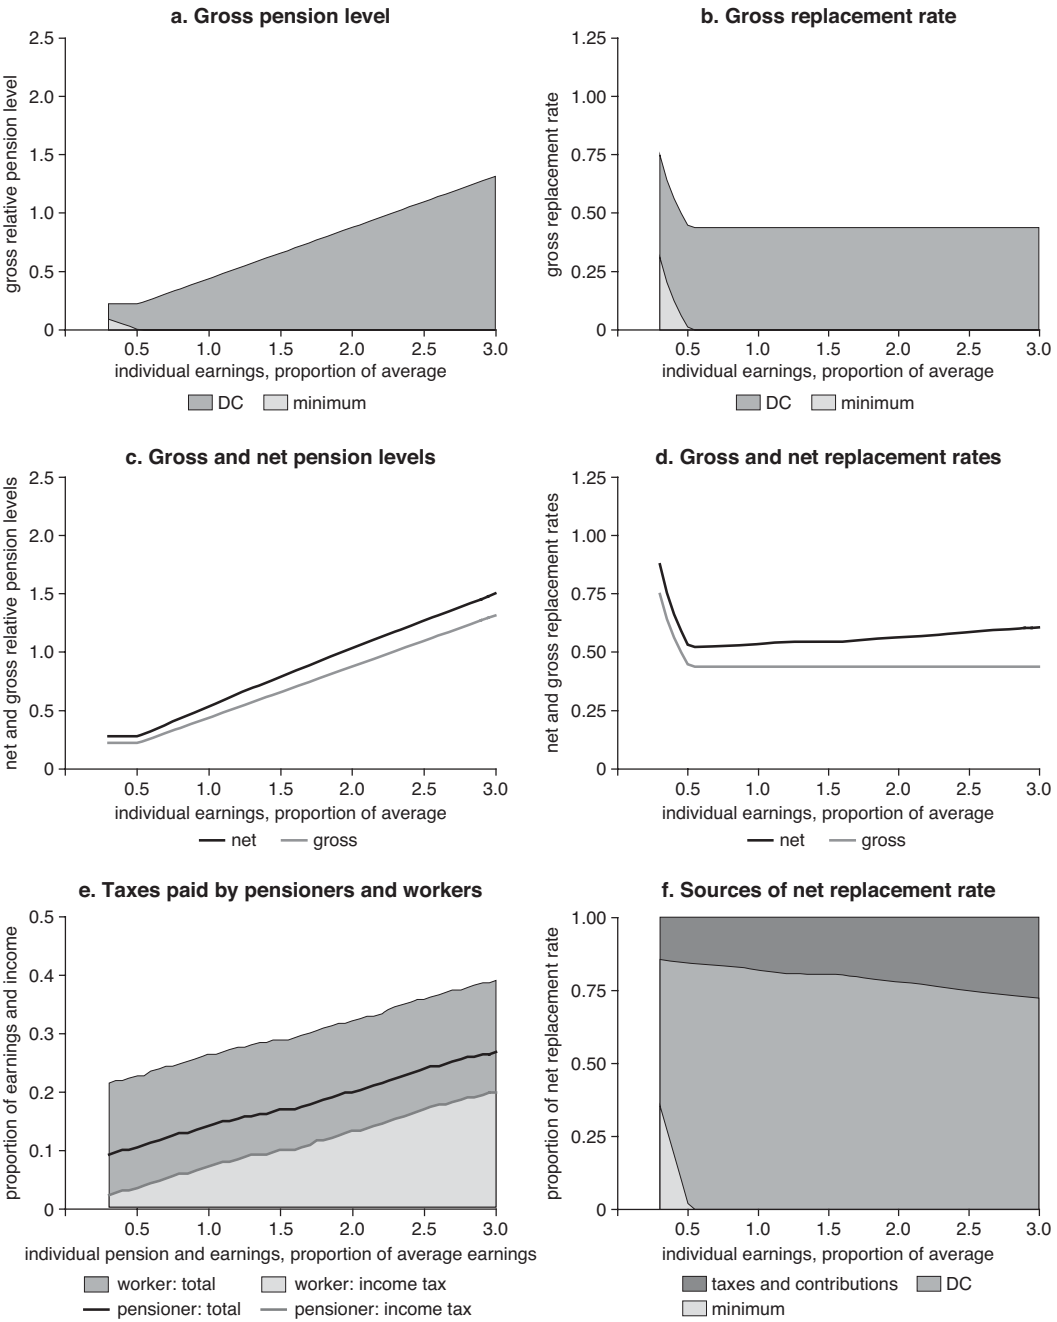 a. Gross pension level
gross relative pension level
2.5
2.0
1.5
1.0
0.5
0
0.5 1.0 1.5 2.0 2.5 3.0
individual earnings, proportion of average
DC minimum
b. Gross replacement rate
gross replacement rate
1.25
1.00
0.75
0.50
0.25
0
0.5 1.0 1.5 2.0 2.5 3.0
individual earnings, proportion of average
DC minimum
c. Gross and net pension levels
net and gross relative pension levels
2.5
2.0
1.5
1.0
0.5
0
0.5 1.0 1.5 2.0 2.5 3.0
individual earnings, proportion of average
net gross
d. Gross and net replacement rates
net and gross replacement rates
1.25
1.00
0.75
0.50
0.25
0
0.5 1.0 1.5 2.0 2.5 3.0
individual earnings, proportion of average
net gross
e. Taxes paid by pensioners and workers
proportion of earnings and income
0.5
0.4
0.3
0.2
0.1
0
0.5 1.0 1.5 2.0 2.5 3.0
individual pension and earnings, proportion of average earnings
worker: total worker: income tax
pensioner: total pensioner: income tax
f. Sources of net replacement rate
proportion of net replacement rate
1.00
0.75
0.50
0.25
0
0.5 1.0 1.5 2.0 2.5 3.0
individual earnings, proportion of average
taxes and contributions DC
minimum